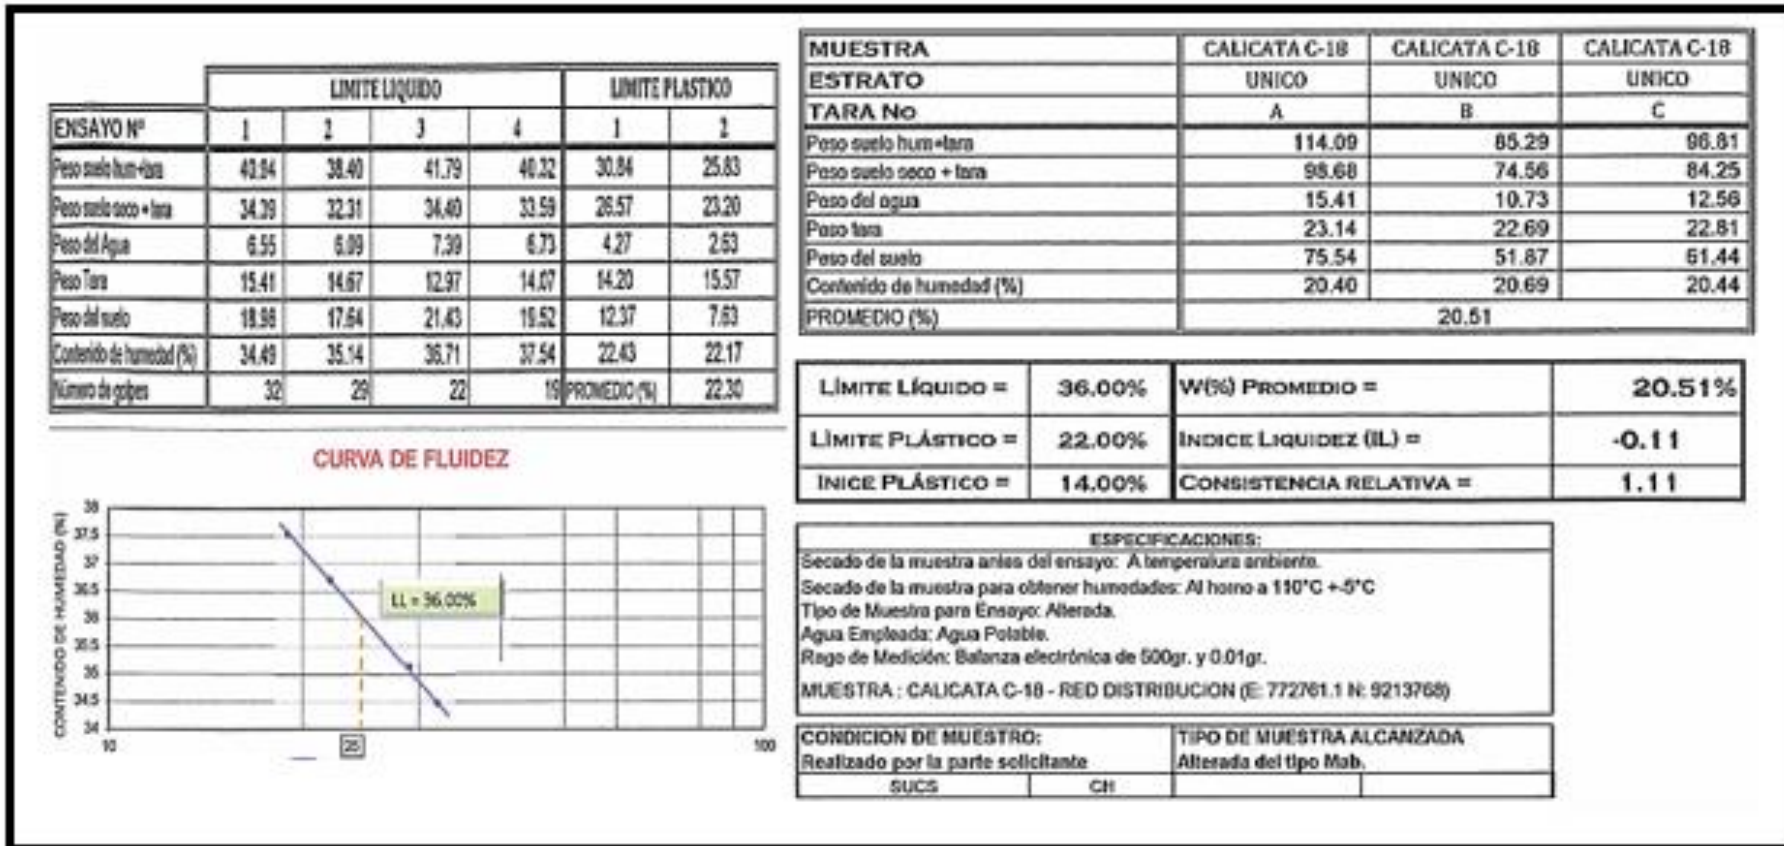 LIMITE LIQUIDO LIMITE PLASTICO
ENSAYO Nº 1 2 3 4 1 2
Peso suelo hum+tara 40.94 38.40 41.79 40.32 30.84 25.83
Peso suelo seco + tara 34.39 32.31 34.40 33.59 26.57 23.20
Peso del Agua 6.55 6.09 7.39 6.73 4.27 2.63
Peso Tara 15.41 14.67 12.97 14.07 14.20 15.57
Peso del suelo 18.98 17.64 21.43 19.52 12.37 7.63
Contenido de humedad (%) 34.49 35.14 36.71 37.54 22.43 22.17
Número de golpes 32 29 22 19 PROMEDIO (%) 22.30
CURVA DE FLUIDEZ
CONTENIDO DE HUMEDAD (%)
38
37.5
37
36.5
36
35.5
35
34.5
34
LL = 36.00%
10 25 100
MUESTRA CALICATA C-18 CALICATA C-18 CALICATA C-18
ESTRATO UNICO UNICO UNICO
TARA No A B C
Peso suelo hum+tara 114.09 85.29 96.81
Peso suelo seco + tara 98.68 74.56 84.25
Peso del agua 15.41 10.73 12.56
Peso tara 23.14 22.69 22.81
Peso del suelo 75.54 51.87 61.44
Contenido de humedad (%) 20.40 20.69 20.44
PROMEDIO (%) 20.51
LÍMITE LÍQUIDO = 36.00% W(%) PROMEDIO = 20.51%
LÍMITE PLÁSTICO = 22.00% INDICE LIQUIDEZ (IL) = -0.11
INICE PLÁSTICO = 14.00% CONSISTENCIA RELATIVA = 1.11
ESPECIFICACIONES:
Secado de la muestra antes del ensayo: A temperatura ambiente.
Secado de la muestra para obtener humedades: Al horno a 110°C +-5°C
Tipo de Muestra para Ensayo: Alterada.
Agua Empleada: Agua Potable.
Rago de Medición: Balanza electrónica de 500gr. y 0.01gr.
MUESTRA : CALICATA C-18 - RED DISTRIBUCION (E: 772761.1 N: 9213768)
CONDICION DE MUESTRO: TIPO DE MUESTRA ALCANZADA
Realizado por la parte solicitante Alterada del tipo Mab.
SUCS CH